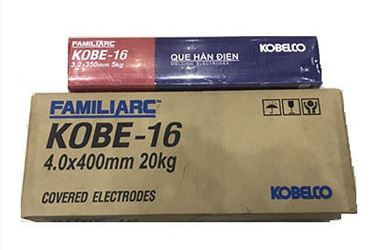 FAMILIARC
KOBE-16
3.2x350mm 5kg
QUE HÀN ĐIỆN
WELDING ELECTRODES
KOBELCO
FAMILIARC™
KOBE-16
4.0x400mm 20kg
COVERED ELECTRODES
KOBELCO